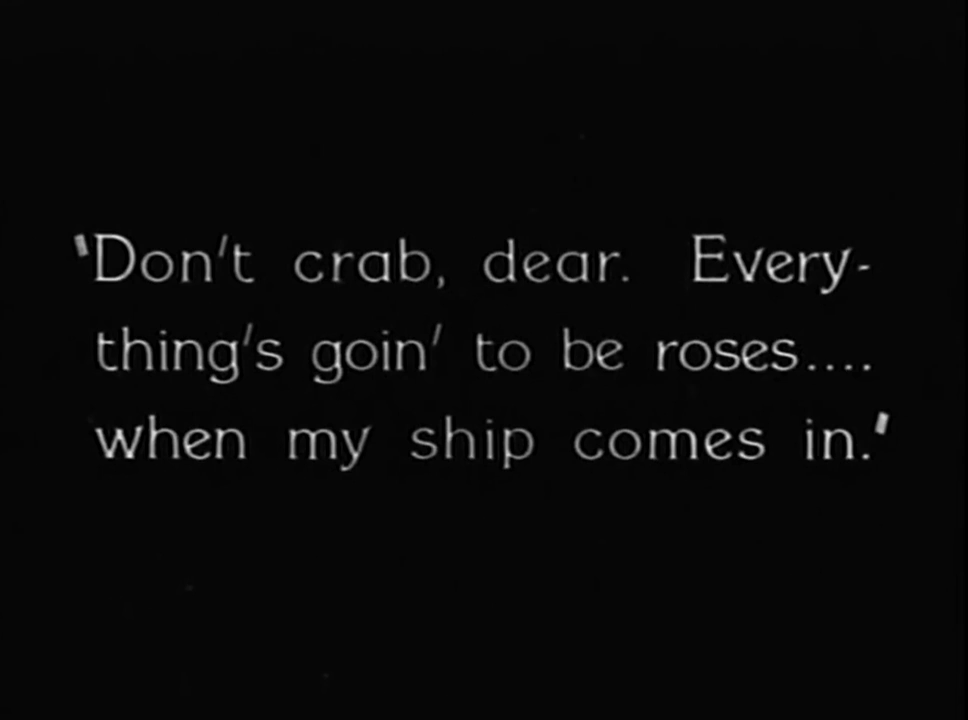 'Don't crab, dear. Every-
thing's goin' to be roses....
when my ship comes in.'